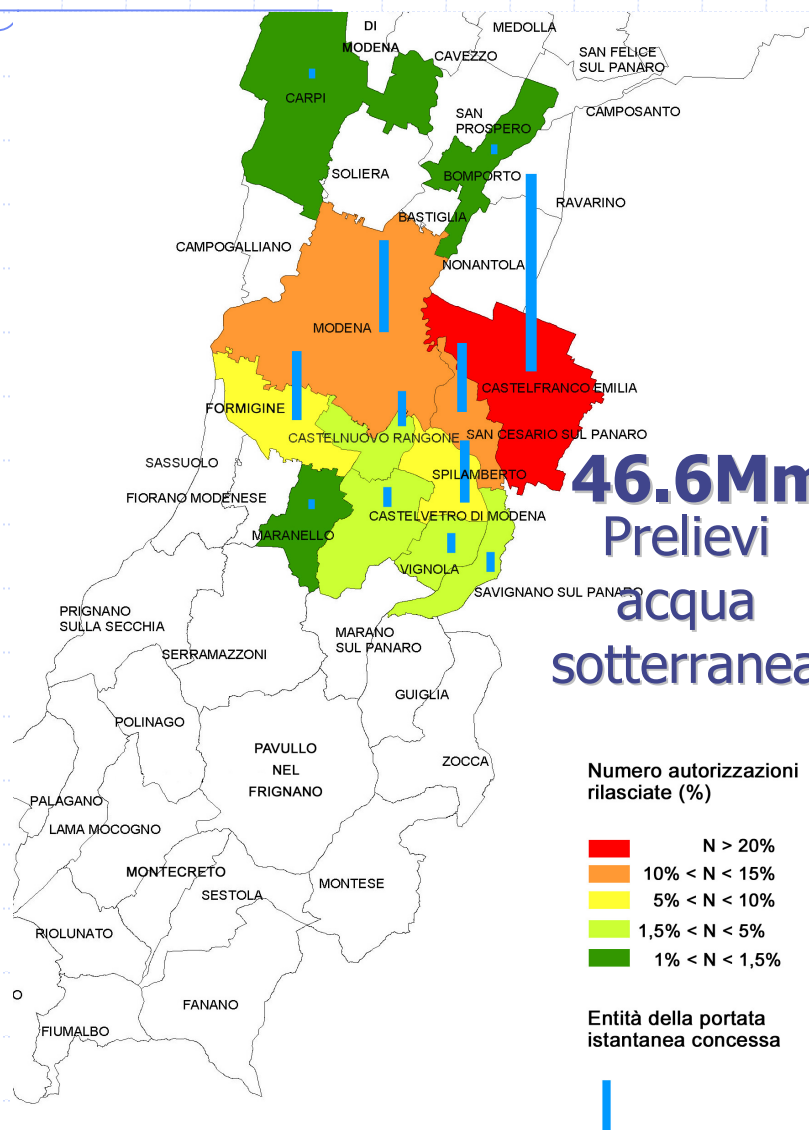 DI
MODENA
MEDOLLA
CAVEZZO
SAN FELICE
SUL PANARO
CARPI
SAN
PROSPERO
CAMPOSANTO
SOLIERA
BOMPORTO
RAVARINO
BASTIGLIA
CAMPOGALLIANO
NONANTOLA
MODENA
CASTELFRANCO EMILIA
FORMIGINE
CASTELNUOVO RANGONE
SAN CESARIO SUL PANARO
SASSUOLO
SPILAMBERTO
FIORANO MODENESE
CASTELVETRO DI MODENA
MARANELLO
VIGNOLA
SAVIGNANO SUL PANARO
46.6Mm
Prelievi
acqua
sotterranea
PRIGNANO
SULLA SECCHIA
MARANO
SUL PANARO
SERRAMAZZONI
GUIGLIA
POLINAGO
PAVULLO
NEL
FRIGNANO
ZOCCA
PALAGANO
LAMA MOCOGNO
MONTECRETO
MONTESE
SESTOLA
RIOLUNATO
O
FANANO
FIUMALBO
Numero autorizzazioni
rilasciate (%)
N > 20%
10% < N < 15%
5% < N < 10%
1,5% < N < 5%
1% < N < 1,5%
Entità della portata
istantanea concessa